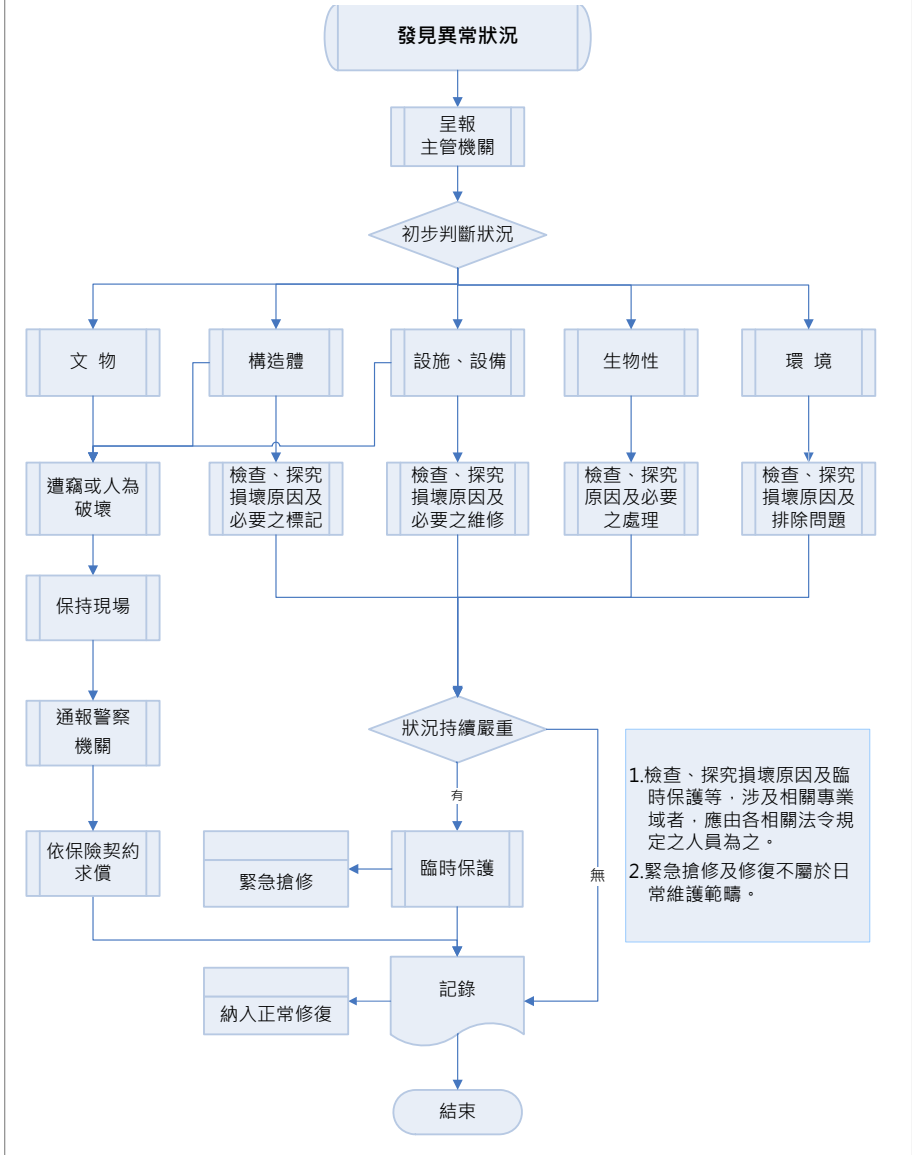 發見異常狀況
呈報
主管機關
初步判斷狀況
文 物
構造體
設施、設備
生物性
環 境
遭竊或人為
破壞
檢查、探究
損壞原因及
必要之標記
檢查、探究
損壞原因及
必要之維修
檢查、探究
原因及必要
之處理
檢查、探究
損壞原因及
排除問題
保持現場
通報警察
機關
狀況持續嚴重
有
無
依保險契約
求償
緊急搶修
臨時保護
1.檢查、探究損壞原因及臨
時保護等，涉及相關專業
域者，應由各相關法令規
定之人員為之。
2.緊急搶修及修復不屬於日
常維護範疇。
記錄
納入正常修復
結束